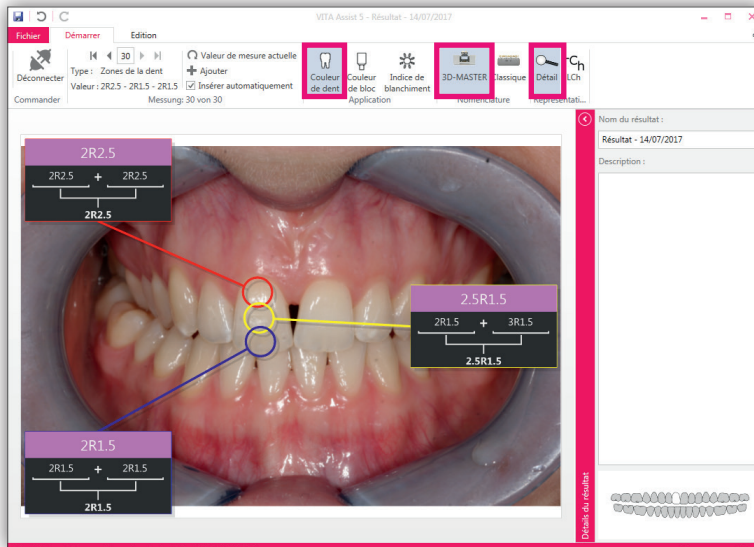 VITA Assist 5 - Résultat - 14/07/2017
Fichier
Démarrer
Edition
Déconnecter
Commander
30
Type : Zones de la dent
Valeur : 2R2.5 - 2R1.5 - 2R1.5
Valeur de mesure actuelle
Ajouter
Insérer automatiquement
Messung: 30 von 30
Couleur de dent
Couleur de bloc
Indice de blanchiment
Application
3D-MASTER
Classique
Nomenclature
Détail
LCh
Représentati...
2R2.5
2R2.5 + 2R2.5
2R2.5
2.5R1.5
2R1.5 + 3R1.5
2.5R1.5
2R1.5
2R1.5 + 2R1.5
2R1.5
Détails du résultat
Nom du résultat :
Résultat - 14/07/2017
Description :